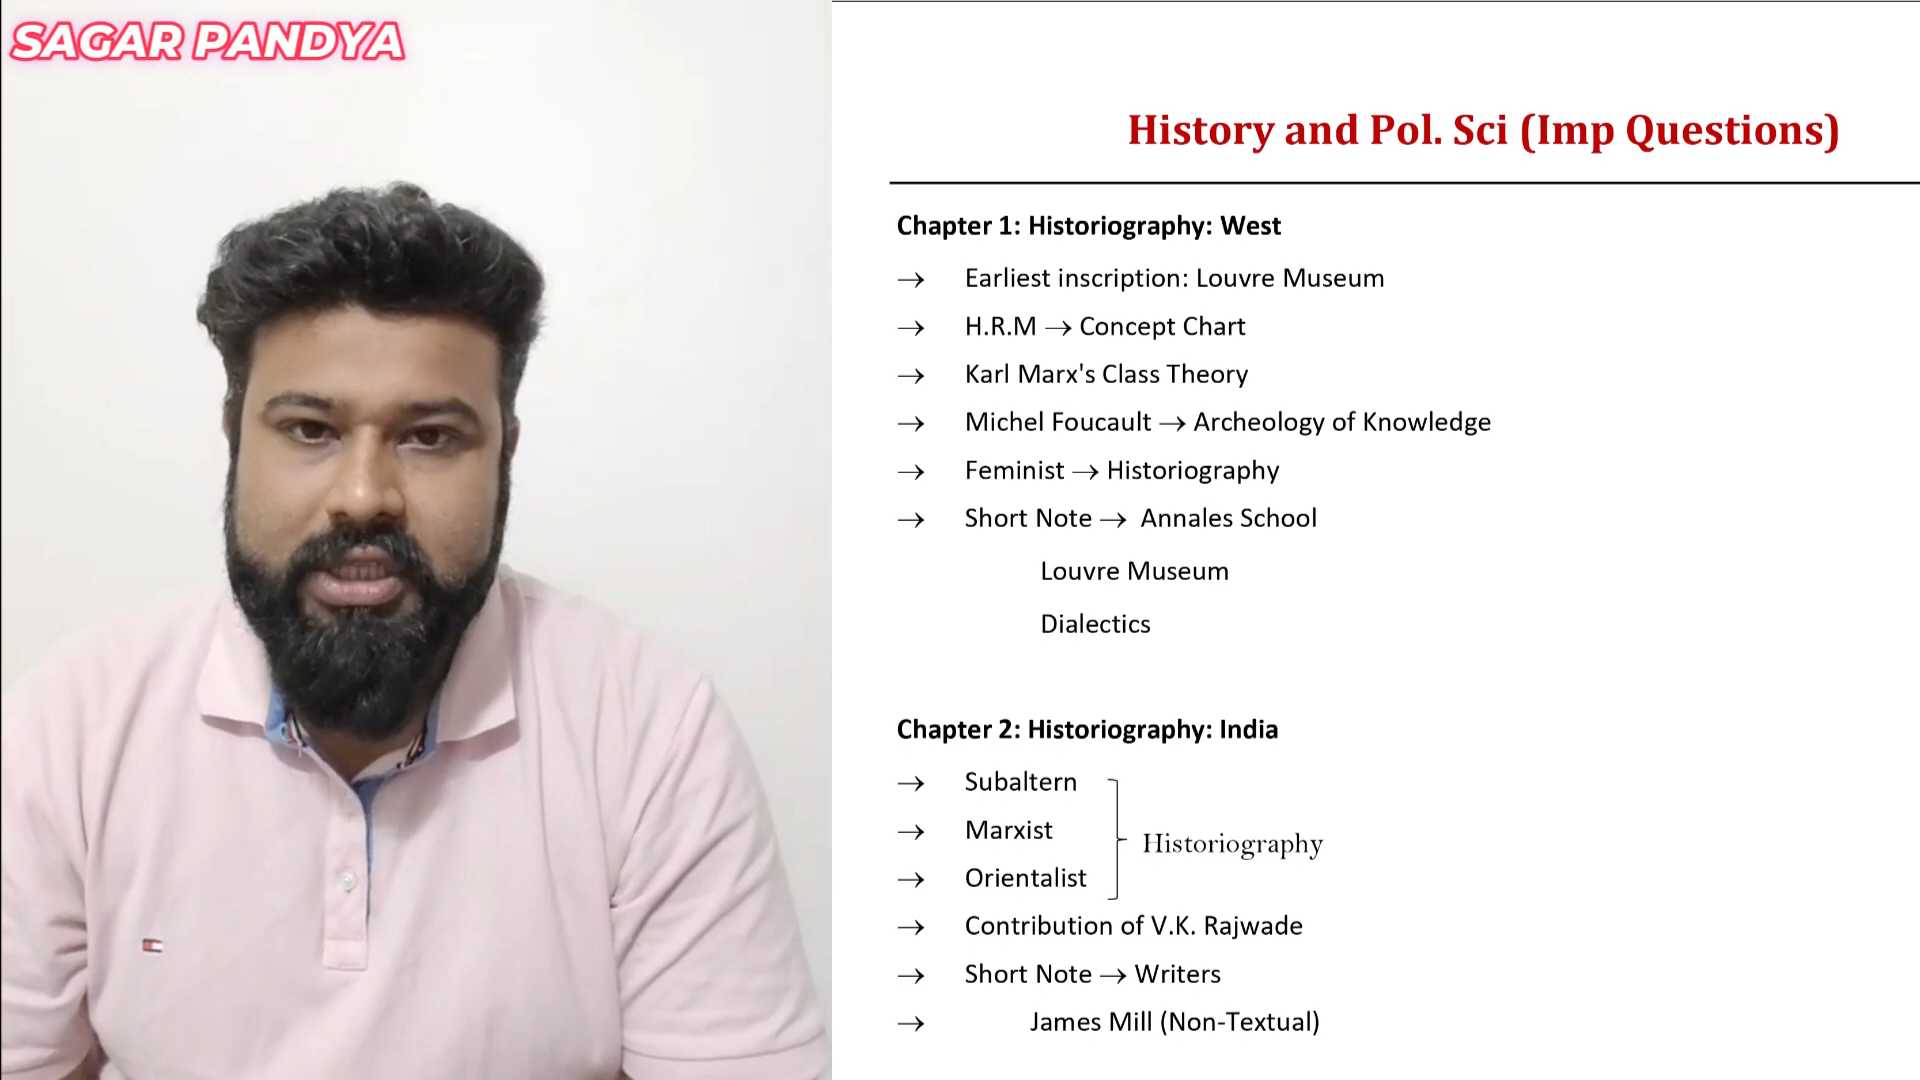 SAGAR PANDYA
History and Pol. Sci (Imp Questions)
Chapter 1: Historiography: West
→ Earliest inscription: Louvre Museum
→ H.R.M → Concept Chart
→ Karl Marx's Class Theory
→ Michel Foucault → Archeology of Knowledge
→ Feminist → Historiography
→ Short Note → Annales School
Louvre Museum
Dialectics
Chapter 2: Historiography: India
→ Subaltern
→ Marxist
Historiography
→ Orientalist
→ Contribution of V.K. Rajwade
→ Short Note → Writers
→ James Mill (Non-Textual)